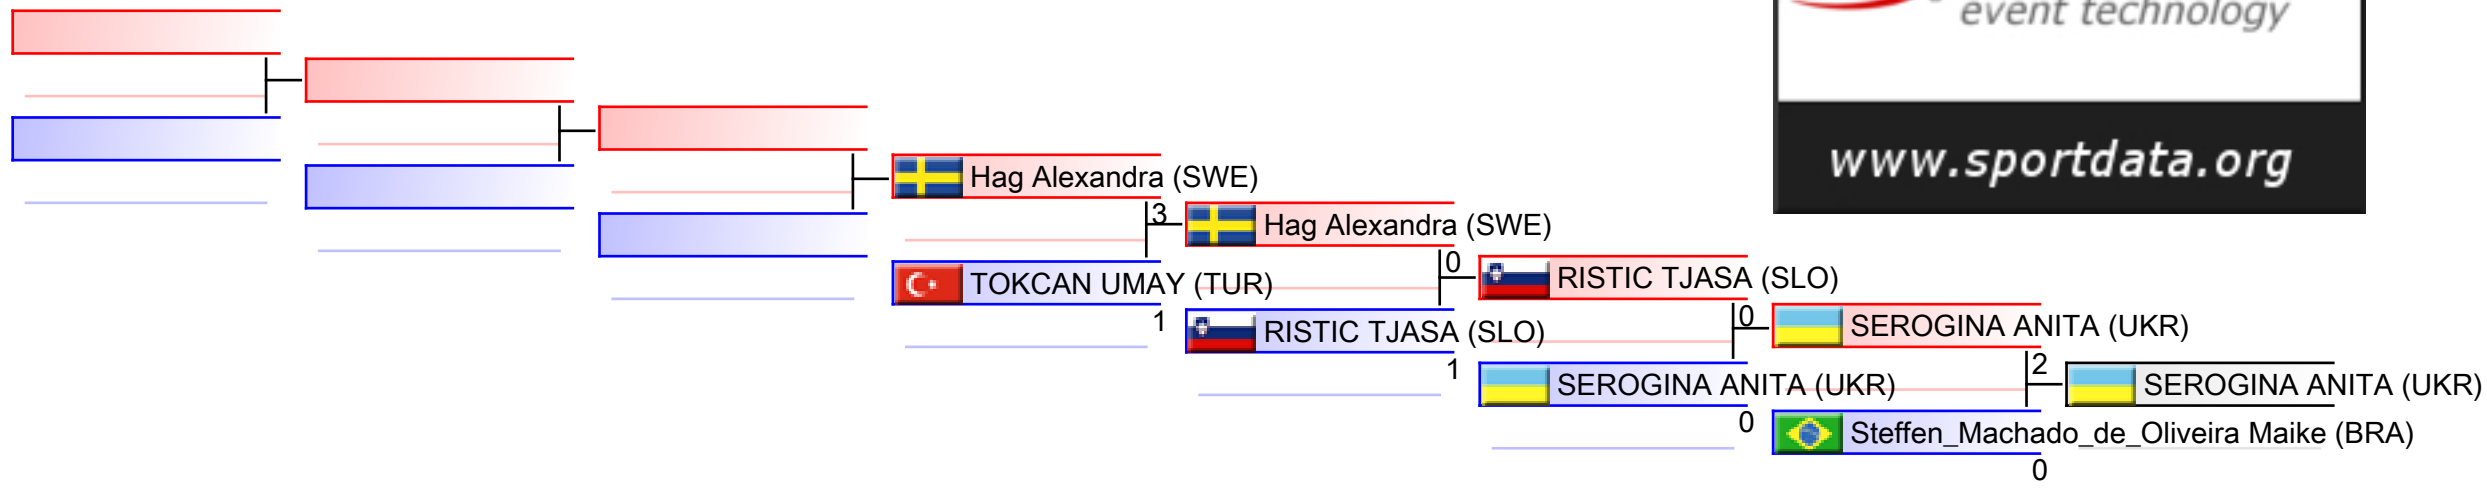 event technology
www.sportdata.org
Hag Alexandra (SWE)
3
Hag Alexandra (SWE)
TOKCAN UMAY (TUR)
1
0
RISTIC TJASA (SLO)
RISTIC TJASA (SLO)
1
0
SEROGINA ANITA (UKR)
SEROGINA ANITA (UKR)
0
2
SEROGINA ANITA (UKR)
Steffen_Machado_de_Oliveira Maike (BRA)
0